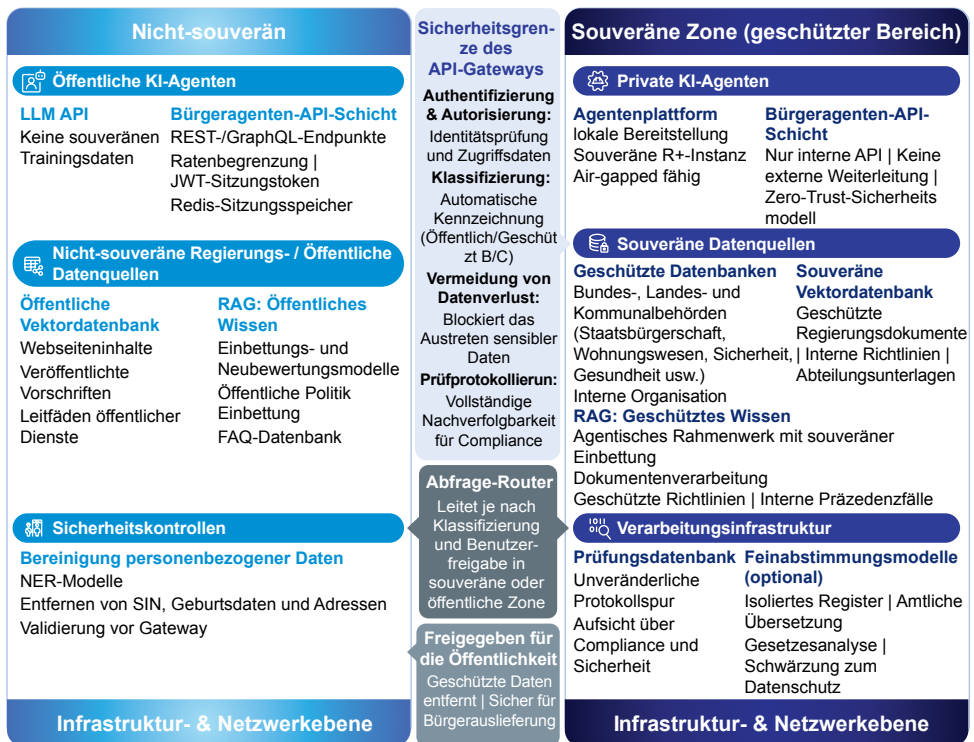 Nicht-souverän
Öffentliche KI-Agenten
LLM API
Keine souveränen
Trainingsdaten
Bürgeragenten-API-Schicht
REST-/GraphQL-Endpunkte
Ratenbegrenzung |
JWT-Sitzungstoken
Redis-Sitzungsspeicher
Nicht-souveräne Regierungs- / Öffentliche
Datenquellen
Öffentliche
Vektordatenbank
Webseiteninhalte
Veröffentlichte
Vorschriften
Leitfäden öffentlicher
Dienste
RAG: Öffentliches
Wissen
Einbettungs- und
Neubewertungsmodelle
Öffentliche Politik
Einbettung
FAQ-Datenbank
Sicherheitskontrollen
Bereinigung personenbezogener Daten
NER-Modelle
Entfernen von SIN, Geburtsdaten und Adressen
Validierung vor Gateway
Infrastruktur- & Netzwerkebene
Sicherheitsgren-
ze des
API-Gateways
Authentifizierung
& Autorisierung:
Identitätsprüfung
und Zugriffsdaten
Klassifizierung:
Automatische
Kennzeichnung
(Öffentlich/Geschüt
zt B/C)
Vermeidung von
Datenverlust:
Blockiert das
Austreten sensibler
Daten
Prüfprotokollierun:
Vollständige
Nachverfolgbarkeit
für Compliance
Abfrage-Router
Leitet je nach
Klassifizierung
und Benutzer-
freigabe in
souveräne oder
öffentliche Zone
Freigegeben für
die Öffentlichkeit
Geschützte Daten
entfernt | Sicher für
Bürgerauslieferung
Souveräne Zone (geschützter Bereich)
Private KI-Agenten
Agentenplattform
lokale Bereitstellung
Souveräne R+-Instanz
Air-gapped fähig
Bürgeragenten-API-
Schicht
Nur interne API | Keine
externe Weiterleitung |
Zero-Trust-Sicherheits
modell
Souveräne Datenquellen
Geschützte Datenbanken
Bundes-, Landes- und
Kommunalbehörden
(Staatsbürgerschaft,
Wohnungswesen, Sicherheit,
Gesundheit usw.)
Interne Organisation
Souveräne
Vektordatenbank
Geschützte
Regierungsdokumente
| Interne Richtlinien |
Abteilungsunterlagen
RAG: Geschütztes Wissen
Agentisches Rahmenwerk mit souveräner
Einbettung
Dokumentenverarbeitung
Geschützte Richtlinien | Interne Präzedenzfälle
Verarbeitungsinfrastruktur
Prüfungsdatenbank
Unveränderliche
Protokollspur
Aufsicht über
Compliance und
Sicherheit
Feinabstimmungsmodelle
(optional)
Isoliertes Register | Amtliche
Übersetzung
Gesetzesanalyse |
Schwärzung zum
Datenschutz
Infrastruktur- & Netzwerkebene